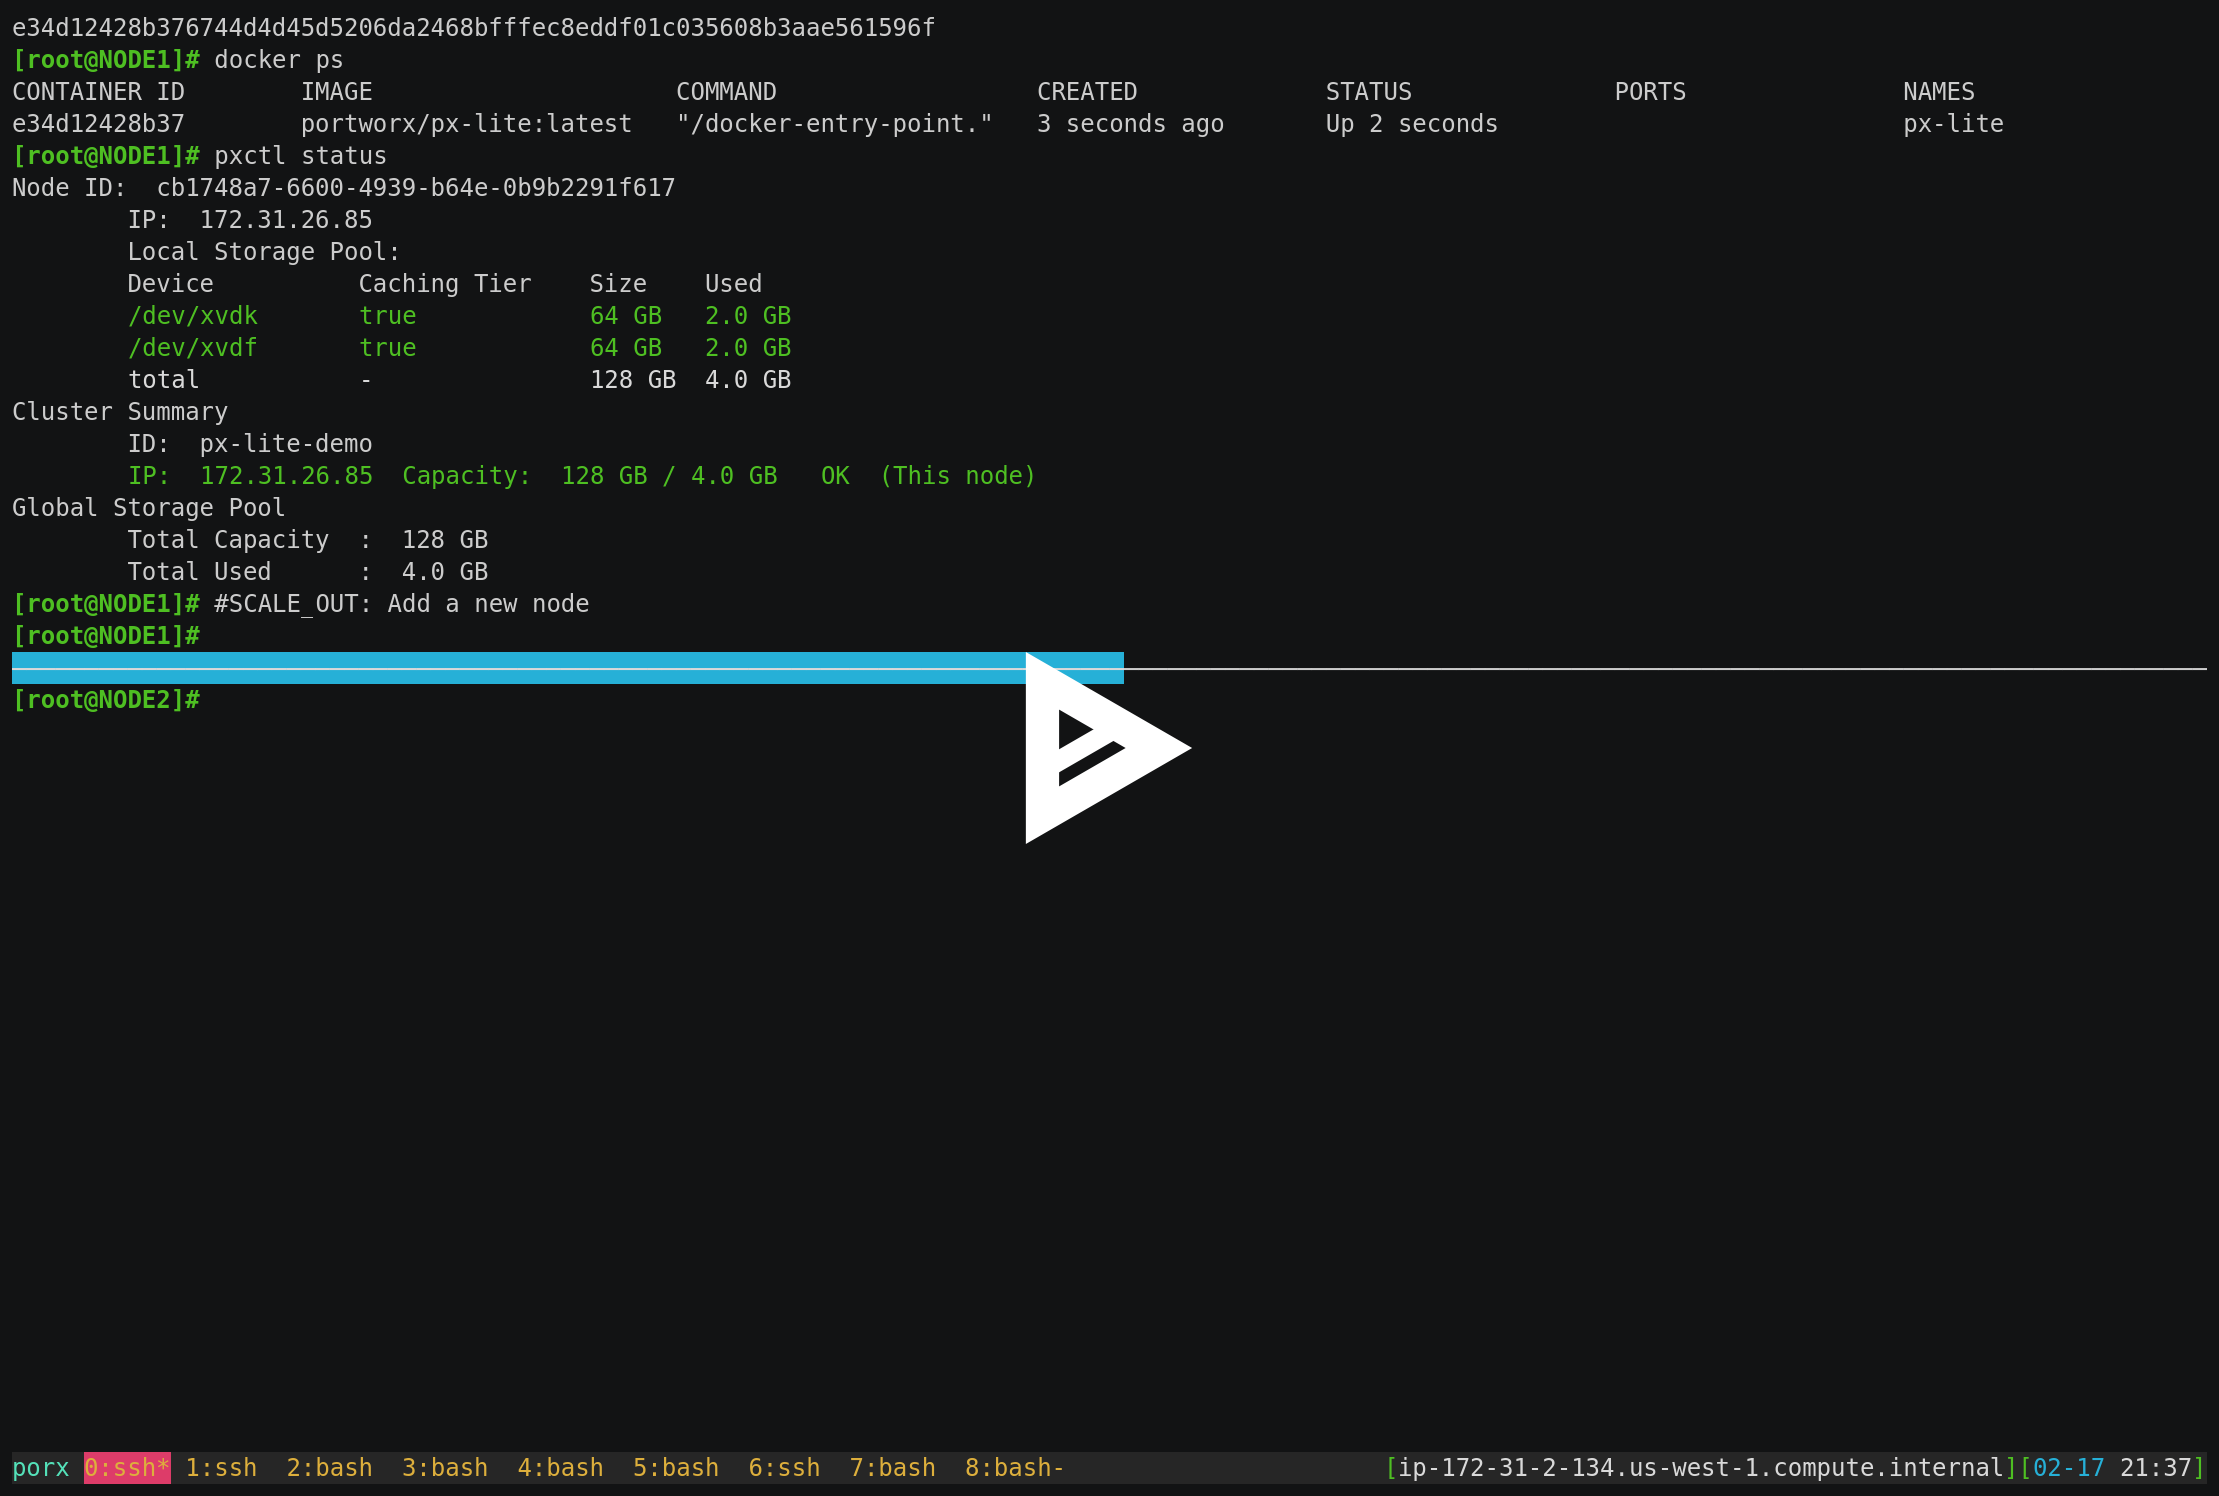 e34d12428b376744d4d45d5206da2468bfffec8eddf01c035608b3aae561596f
[root@NODE1]# docker ps
CONTAINER ID        IMAGE                     COMMAND                  CREATED             STATUS              PORTS               NAMES
e34d12428b37        portworx/px-lite:latest   "/docker-entry-point."   3 seconds ago       Up 2 seconds                            px-lite
[root@NODE1]# pxctl status
Node ID:  cb1748a7-6600-4939-b64e-0b9b2291f617
        IP:  172.31.26.85
        Local Storage Pool:
        Device          Caching Tier    Size    Used
        /dev/xvdk       true            64 GB   2.0 GB
        /dev/xvdf       true            64 GB   2.0 GB
        total           -               128 GB  4.0 GB
Cluster Summary
        ID:  px-lite-demo
        IP:  172.31.26.85  Capacity:  128 GB / 4.0 GB   OK  (This node)
Global Storage Pool
        Total Capacity  :  128 GB
        Total Used      :  4.0 GB
[root@NODE1]# #SCALE_OUT: Add a new node
[root@NODE1]#
[root@NODE2]#
porx 0:ssh* 1:ssh  2:bash  3:bash  4:bash  5:bash  6:ssh  7:bash  8:bash-                      [ip-172-31-2-134.us-west-1.compute.internal][02-17 21:37]